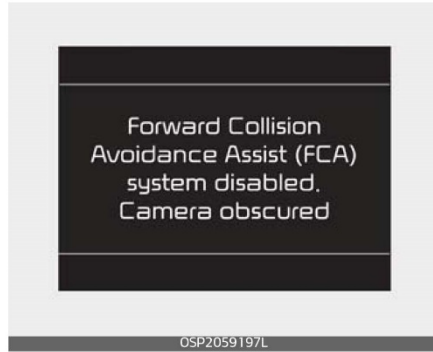 Forward Collision
Avoidance Assist (FCA)
system disabled.
Camera obscured
OSP2059197L